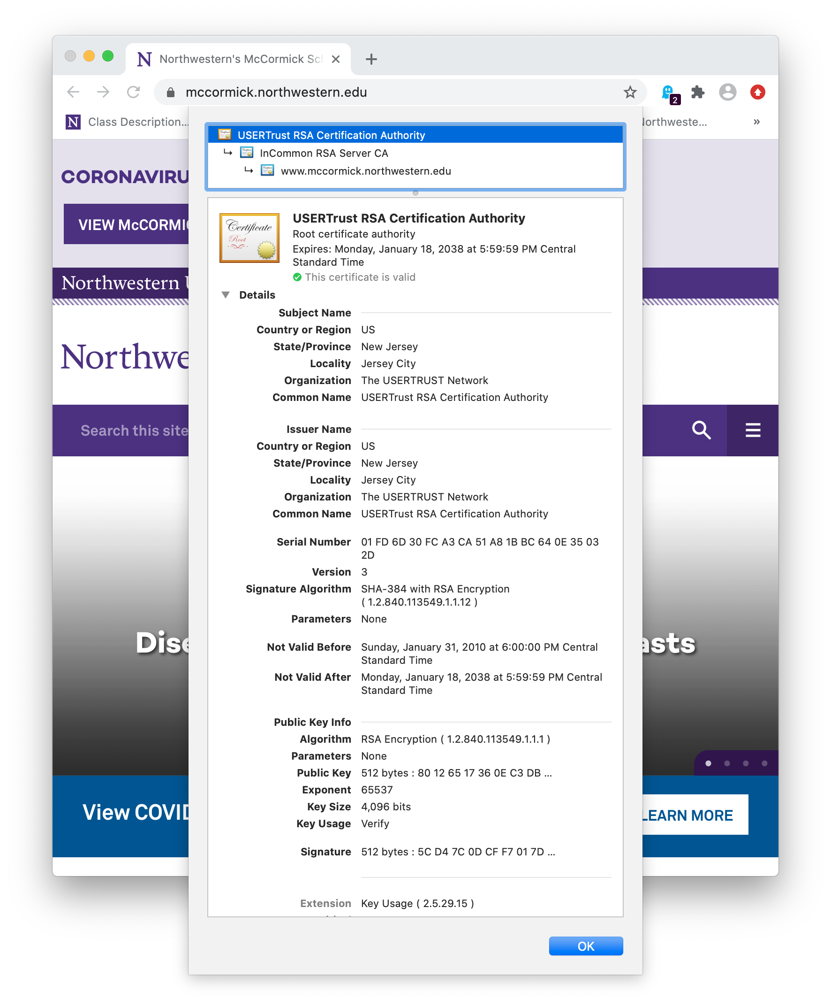 N Northwestern's McCormick Sc
mccormick.northwestern.edu
2
N Class Description...
Northweste...
»
USERTrust RSA Certification Authority
InCommon RSA Server CA
www.mccormick.northwestern.edu
CORONAVIRU
VIEW McCORMIC
Northwestern U
Northwe
Search this site
Dise
asts
View COVID
LEARN MORE
Certificate
Root
USERTrust RSA Certification Authority
Root certificate authority
Expires: Monday, January 18, 2038 at 5:59:59 PM Central
Standard Time
This certificate is valid
Details
Subject Name
Country or Region US
State/Province New Jersey
Locality Jersey City
Organization The USERTRUST Network
Common Name USERTrust RSA Certification Authority
Issuer Name
Country or Region US
State/Province New Jersey
Locality Jersey City
Organization The USERTRUST Network
Common Name USERTrust RSA Certification Authority
Serial Number 01 FD 6D 30 FC A3 CA 51 A8 1B BC 64 0E 35 03
2D
Version 3
Signature Algorithm SHA-384 with RSA Encryption
( 1.2.840.113549.1.1.12 )
Parameters None
Not Valid Before Sunday, January 31, 2010 at 6:00:00 PM Central
Standard Time
Not Valid After Monday, January 18, 2038 at 5:59:59 PM Central
Standard Time
Public Key Info
Algorithm RSA Encryption ( 1.2.840.113549.1.1.1 )
Parameters None
Public Key 512 bytes : 80 12 65 17 36 0E C3 DB ...
Exponent 65537
Key Size 4,096 bits
Key Usage Verify
Signature 512 bytes : 5C D4 7C 0D CF F7 01 7D ...
Extension Key Usage ( 2.5.29.15 )
OK